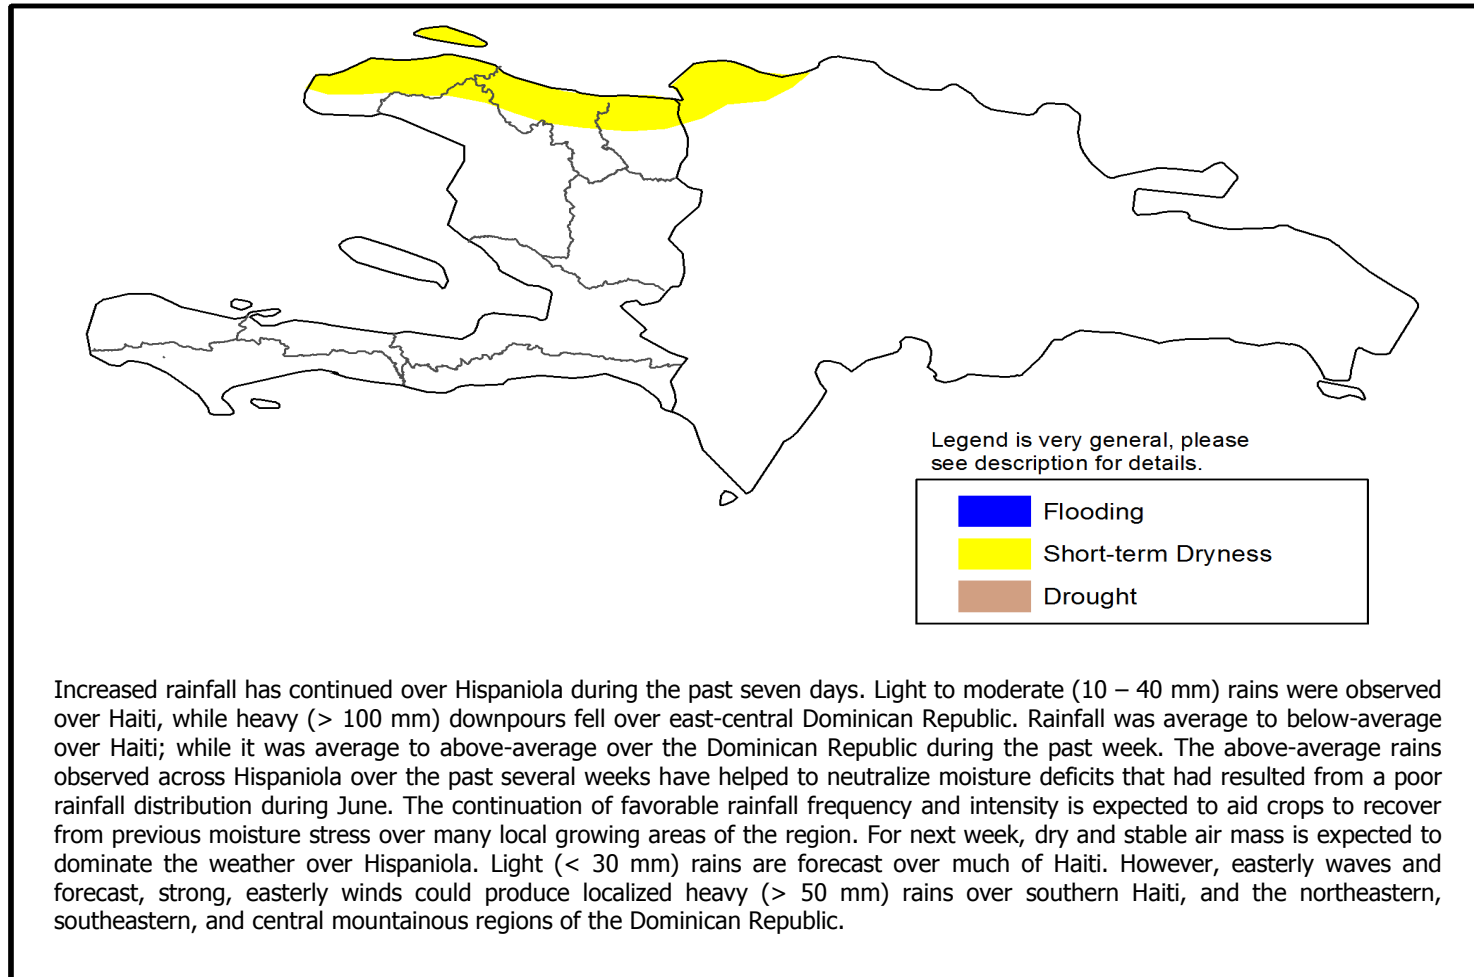 Legend is very general, please
see description for details.
Flooding
Short-term Dryness
Drought
Increased rainfall has continued over Hispaniola during the past seven days. Light to moderate (10 – 40 mm) rains were observed
over Haiti, while heavy (> 100 mm) downpours fell over east-central Dominican Republic. Rainfall was average to below-average
over Haiti; while it was average to above-average over the Dominican Republic during the past week. The above-average rains
observed across Hispaniola over the past several weeks have helped to neutralize moisture deficits that had resulted from a poor
rainfall distribution during June. The continuation of favorable rainfall frequency and intensity is expected to aid crops to recover
from previous moisture stress over many local growing areas of the region. For next week, dry and stable air mass is expected to
dominate the weather over Hispaniola. Light (< 30 mm) rains are forecast over much of Haiti. However, easterly waves and
forecast, strong, easterly winds could produce localized heavy (> 50 mm) rains over southern Haiti, and the northeastern,
southeastern, and central mountainous regions of the Dominican Republic.